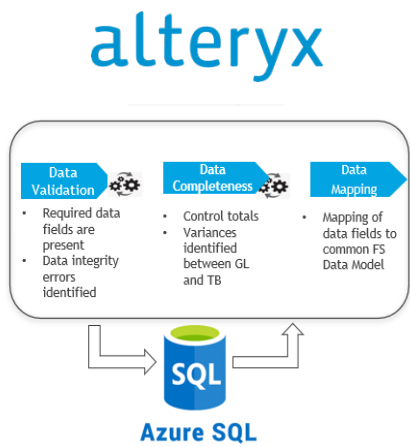 alteryx
Data
Validation
• Required data
fields are
present
• Data integrity
errors
identified
Data
Completeness
• Control totals
• Variances
identified
between GL
and TB
Data
Mapping
• Mapping of
data fields to
common FS
Data Model
SQL
Azure SQL